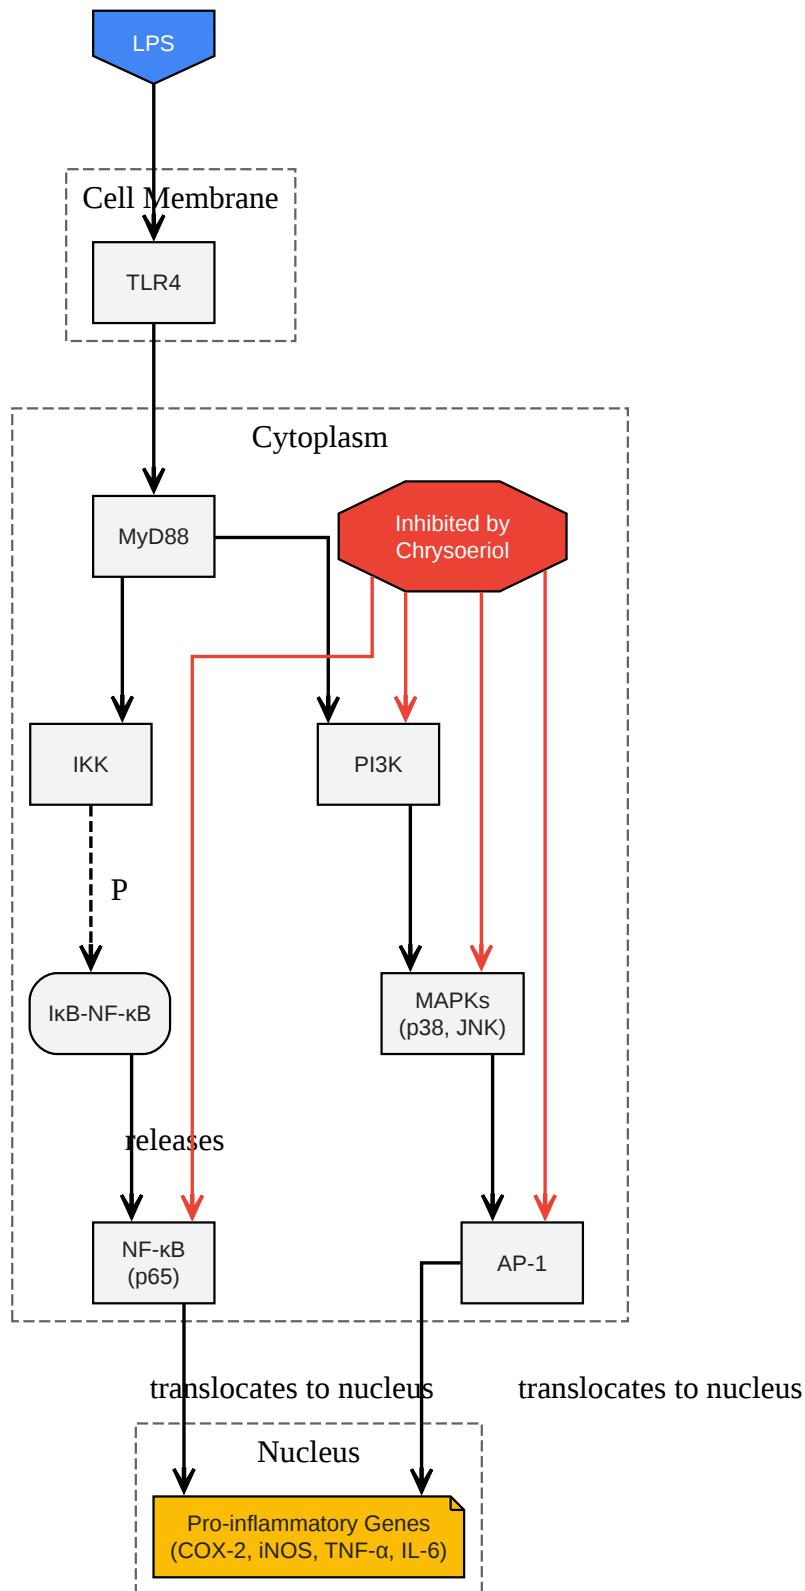 LPS
Cell Membrane
TLR4
Cytoplasm
MyD88
Inhibited by
Chrysoeriol
IKK
PI3K
P
IκB-NF-κB
MAPKs
(p38, JNK)
releases
NF-κB
(p65)
AP-1
translocates to nucleus
translocates to nucleus
Nucleus
Pro-inflammatory Genes
(COX-2, iNOS, TNF-α, IL-6)